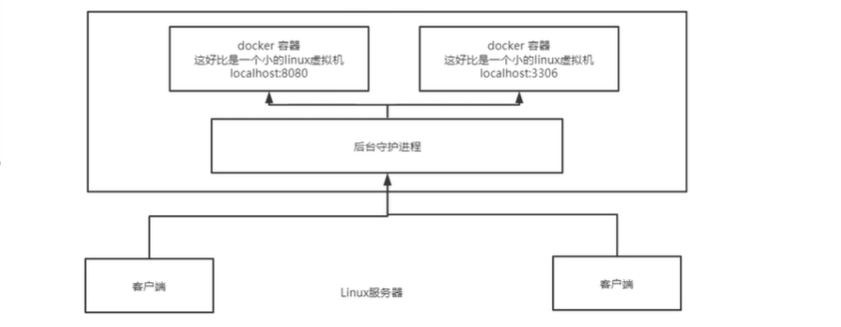 docker 容器
这好比是一个小的linux虚拟机
localhost:8080
docker 容器
这好比是一个小的linux虚拟机
localhost:3306
后台守护进程
客户端
Linux服务器
客户端